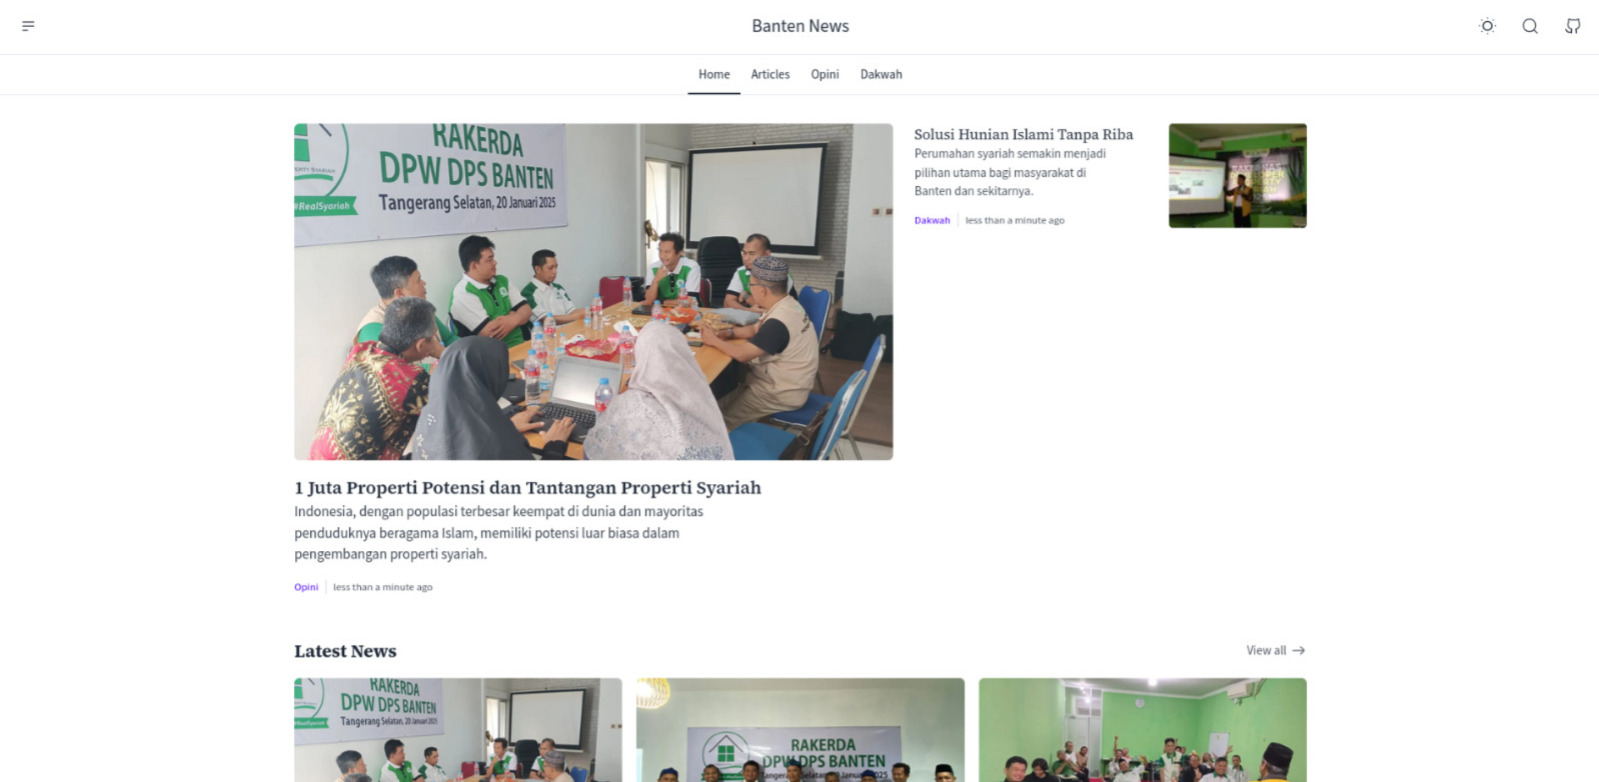 Banten News
Home Articles Opini Dakwah
RAKERDA
DPW DPS BANTEN
Tangerang Selatan, 20 Januari 2025
#RealSyariah
Solusi Hunian Islami Tanpa Riba
Perumahan syariah semakin menjadi
pilihan utama bagi masyarakat di
Banten dan sekitarnya.
Dakwah less than a minute ago
1 Juta Properti Potensi dan Tantangan Properti Syariah
Indonesia, dengan populasi terbesar keempat di dunia dan mayoritas
penduduknya beragama Islam, memiliki potensi luar biasa dalam
pengembangan properti syariah.
Opini less than a minute ago
Latest News
View all
RAKERDA
DPW DPS BANTEN
Tangerang Selatan, 20 Januari 2025
#RealSyariah
RAKERDA
DPW DPS BANTEN